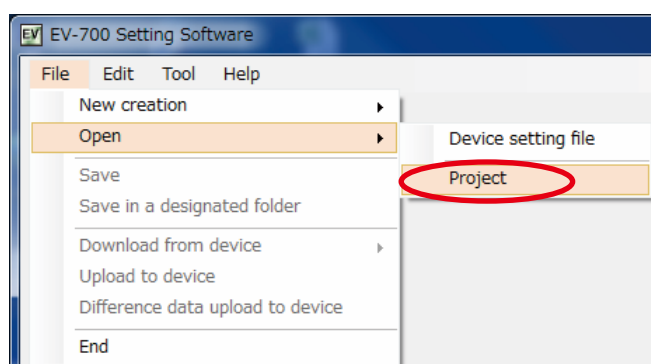 EV EV-700 Setting Software
File Edit Tool Help
New creation
Open
Device setting file
Save
Project
Save in a designated folder
Download from device
Upload to device
Difference data upload to device
End